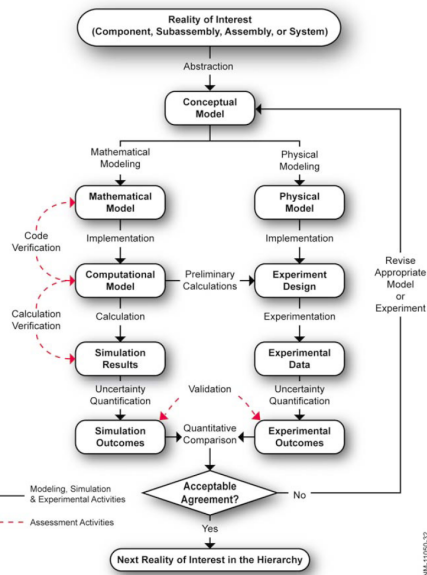 Reality of Interest
(Component, Subassembly, Assembly, or System)
Abstraction
Conceptual
Model
Mathematical
Modeling
Physical
Modeling
Mathematical
Model
Physical
Model
Code
Verification
Implementation
Implementation
Revise
Appropriate
Model
or
Experiment
Computational
Model
Preliminary
Calculations
Experiment
Design
Calculation
Verification
Calculation
Experimentation
Simulation
Results
Experimental
Data
Uncertainty
Quantification
Validation
Uncertainty
Quantification
Simulation
Outcomes
Quantitative
Comparison
Experimental
Outcomes
Modeling, Simulation
& Experimental Activities
Acceptable
Agreement?
No
Assessment Activities
Yes
Next Reality of Interest in the Hierarchy